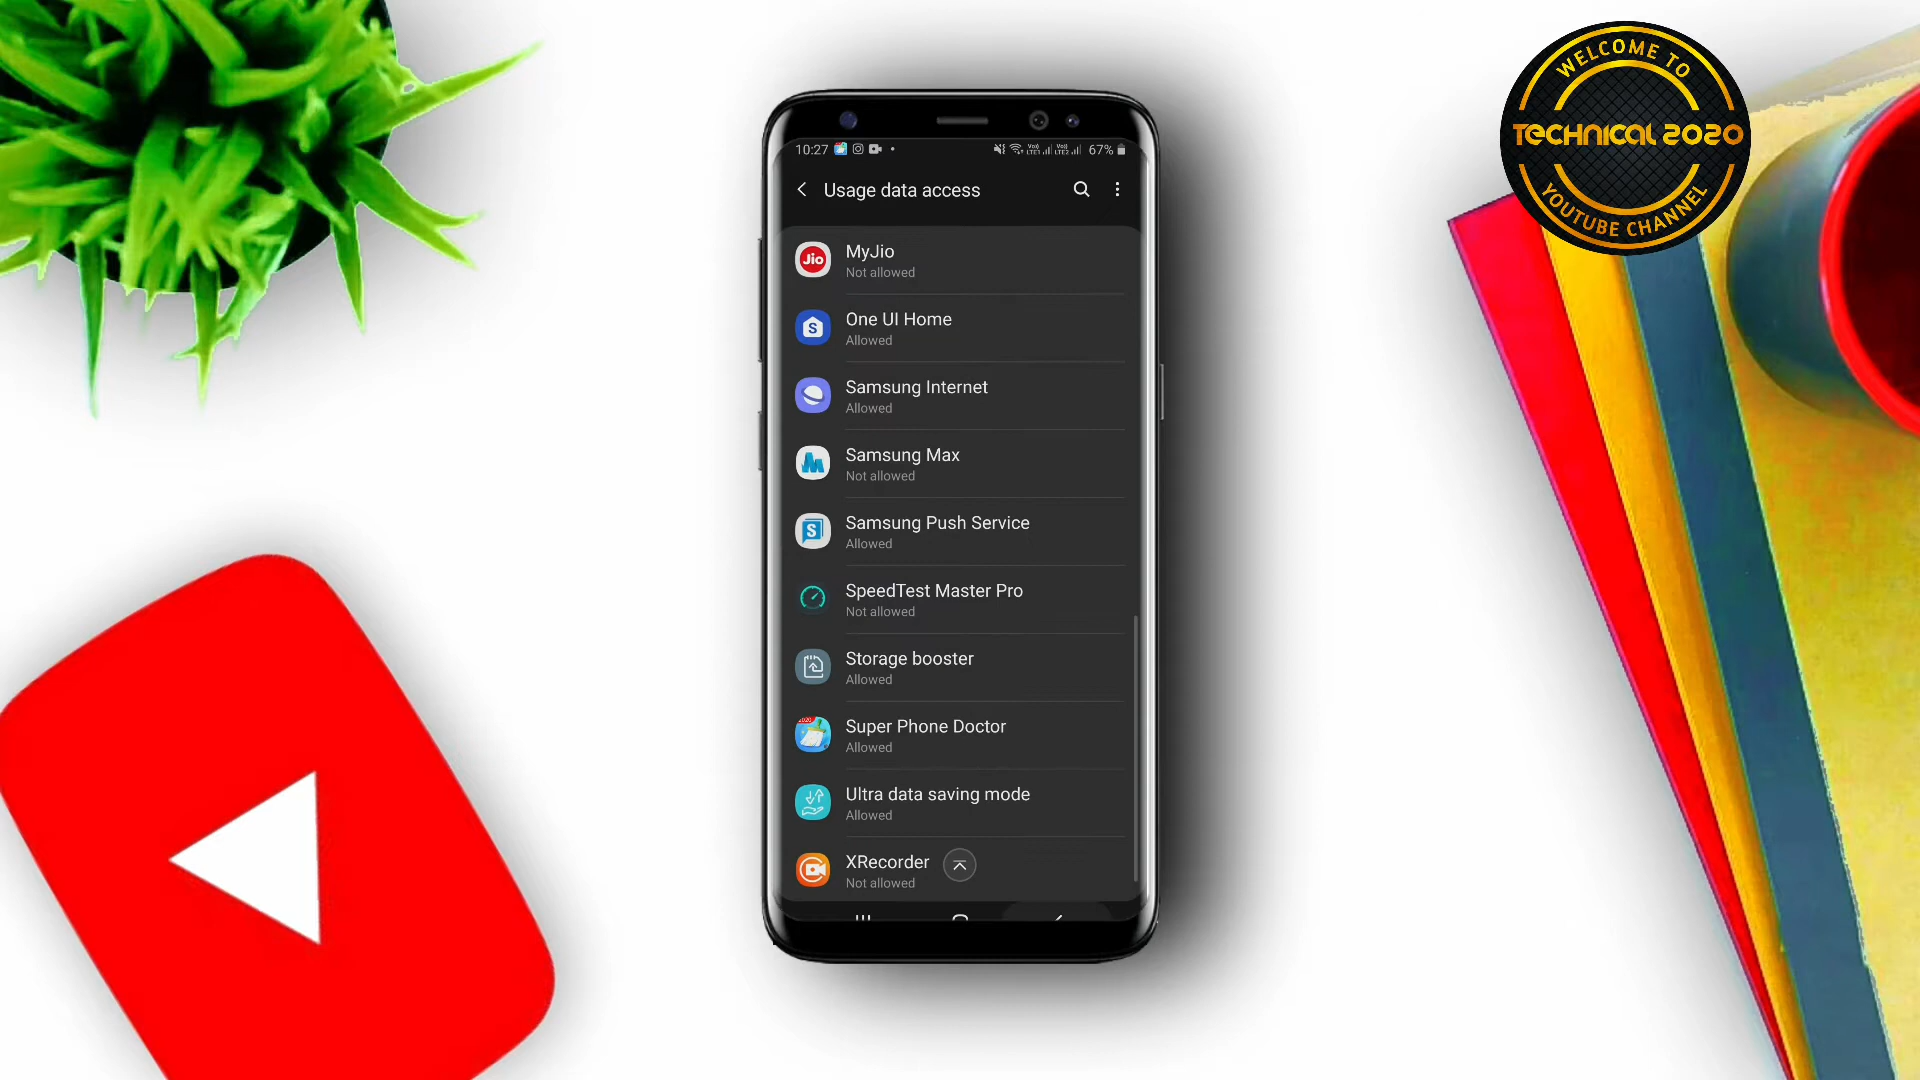 WELCOME TO
TECHNICAL 2020
YOUTUBE CHANNEL
10:27
67%
Usage data access
MyJio
Not allowed
One UI Home
Allowed
Samsung Internet
Allowed
Samsung Max
Not allowed
Samsung Push Service
Allowed
SpeedTest Master Pro
Not allowed
Storage booster
Allowed
Super Phone Doctor
Allowed
Ultra data saving mode
Allowed
XRecorder
Not allowed